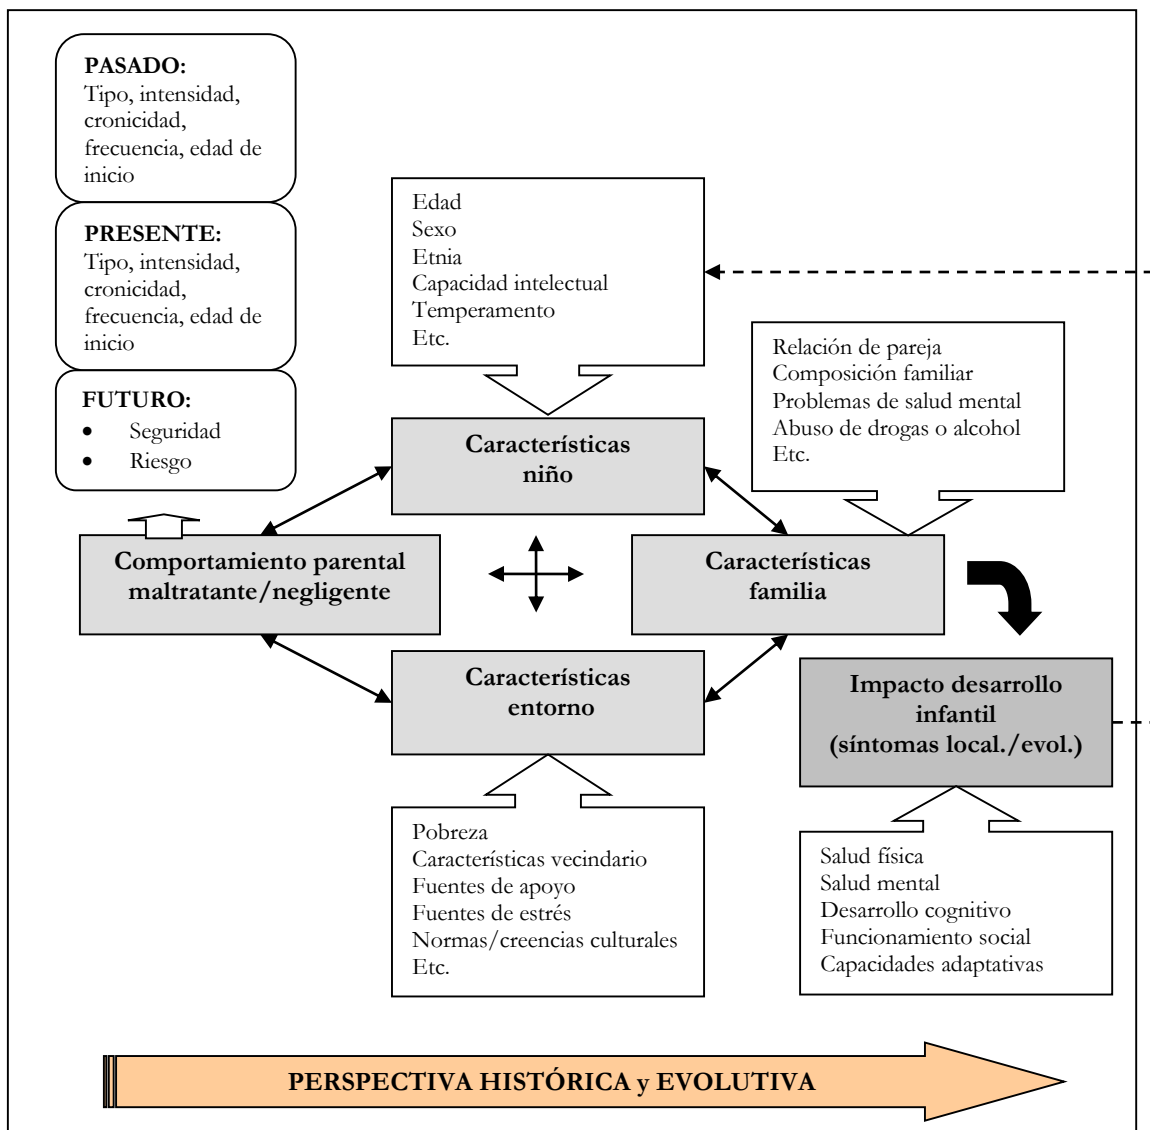 PASADO:
Tipo, intensidad,
cronicidad,
frecuencia, edad de
inicio
PRESENTE:
Tipo, intensidad,
cronicidad,
frecuencia, edad de
inicio
FUTURO:
• Seguridad
• Riesgo
Edad
Sexo
Etnia
Capacidad intelectual
Temperamento
Etc.
Relación de pareja
Composición familiar
Problemas de salud mental
Abuso de drogas o alcohol
Etc.
Características
niño
Comportamiento parental
maltratante/negligente
Características
familia
Características
entorno
Impacto desarrollo
infantil
(síntomas local./evol.)
Pobreza
Características vecindario
Fuentes de apoyo
Fuentes de estrés
Normas/creencias culturales
Etc.
Salud física
Salud mental
Desarrollo cognitivo
Funcionamiento social
Capacidades adaptativas
PERSPECTIVA HISTÓRICA y EVOLUTIVA